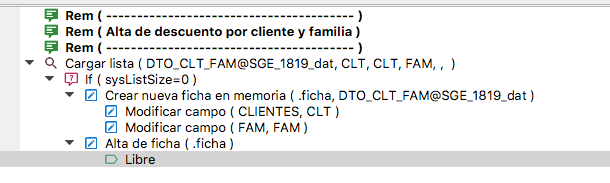 Rem ( --------------------------------------- )
Rem ( Alta de descuento por cliente y familia )
Rem ( --------------------------------------- )
Cargar lista ( DTO_CLT_FAM@SGE_1819_dat, CLT, CLT, FAM, , )
If ( sysListSize=0 )
Crear nueva ficha en memoria ( .ficha, DTO_CLT_FAM@SGE_1819_dat )
Modificar campo ( CLIENTES, CLT )
Modificar campo ( FAM, FAM )
Alta de ficha ( .ficha )
Libre